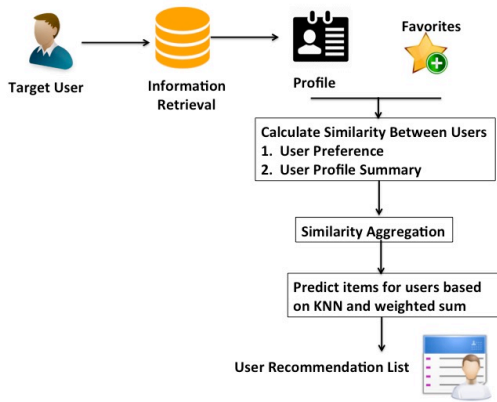 Favorites
Target User
Information
Retrieval
Profile
Calculate Similarity Between Users
1. User Preference
2. User Profile Summary
Similarity Aggregation
Predict items for users based
on KNN and weighted sum
User Recommendation List